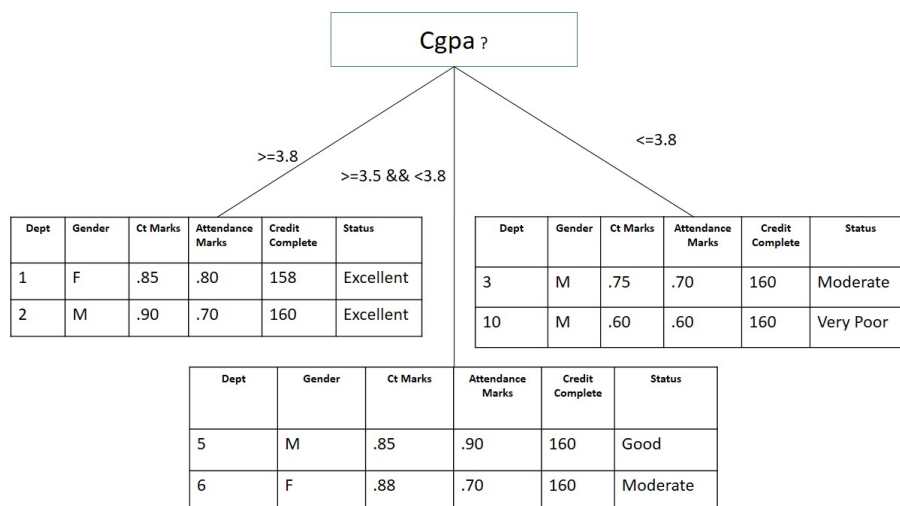 Cgpa ?
>=3.8
>=3.5 && <3.8
<=3.8
Dept Gender Ct Marks Attendance Marks Credit Complete Status
1 F .85 .80 158 Excellent
2 M .90 .70 160 Excellent
Dept Gender Ct Marks Attendance Marks Credit Complete Status
3 M .75 .70 160 Moderate
10 M .60 .60 160 Very Poor
Dept Gender Ct Marks Attendance Marks Credit Complete Status
5 M .85 .90 160 Good
6 F .88 .70 160 Moderate